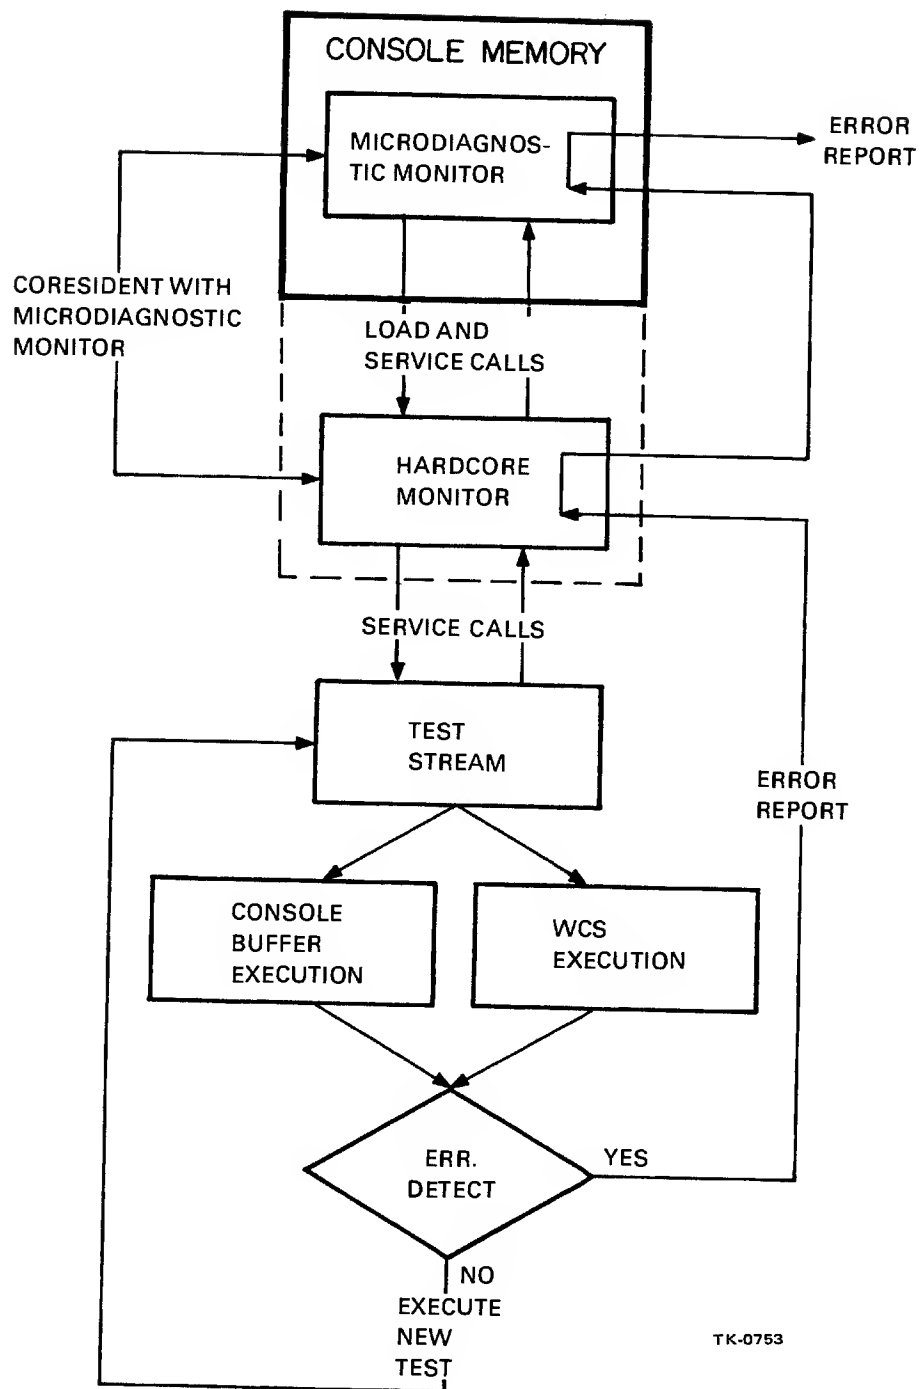 CONSOLE MEMORY
MICRODIAGNOS-
TIC MONITOR
ERROR
REPORT
CORESIDENT WITH
MICRODIAGNOSTIC
MONITOR
LOAD AND
SERVICE CALLS
HARDCORE
MONITOR
SERVICE CALLS
TEST
STREAM
ERROR
REPORT
CONSOLE
BUFFER
EXECUTION
WCS
EXECUTION
ERR.
DETECT
YES
NO
EXECUTE
NEW
TEST
TK-0753